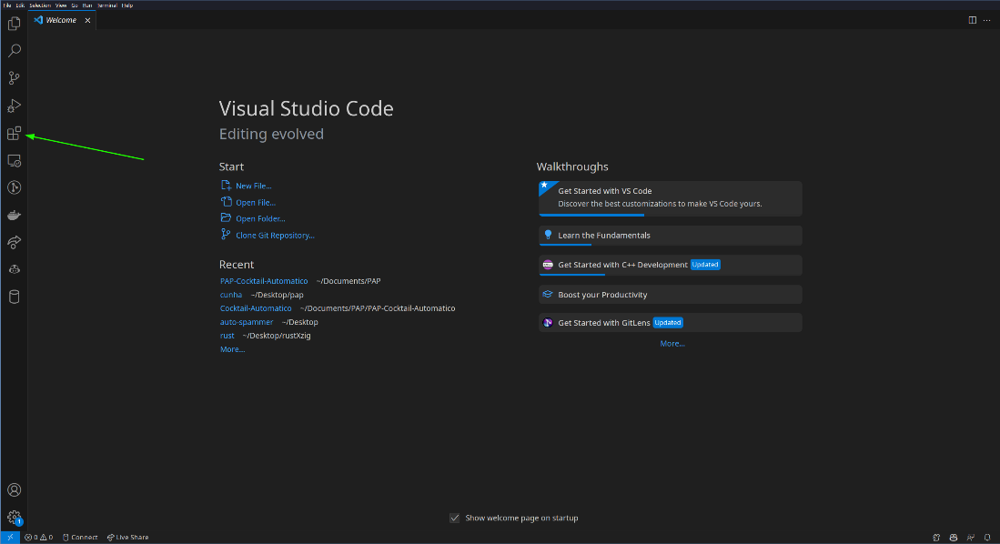 File Edit Selection View Go Run Terminal Help
Welcome
Visual Studio Code
Editing evolved
Start
New File...
Open File...
Open Folder...
Clone Git Repository...
Recent
PAP-Cocktail-Automatico ~/Documents/PAP
cunha ~/Desktop/pap
Cocktail-Automatico ~/Documents/PAP/PAP-Cocktail-Automatico
auto-spammer ~/Desktop
rust ~/Desktop/rustXzig
More...
Walkthroughs
Get Started with VS Code
Discover the best customizations to make VS Code yours.
Learn the Fundamentals
Get Started with C++ Development Updated
Boost your Productivity
Get Started with GitLens Updated
More...
Show welcome page on startup
1
0 0 Connect Live Share